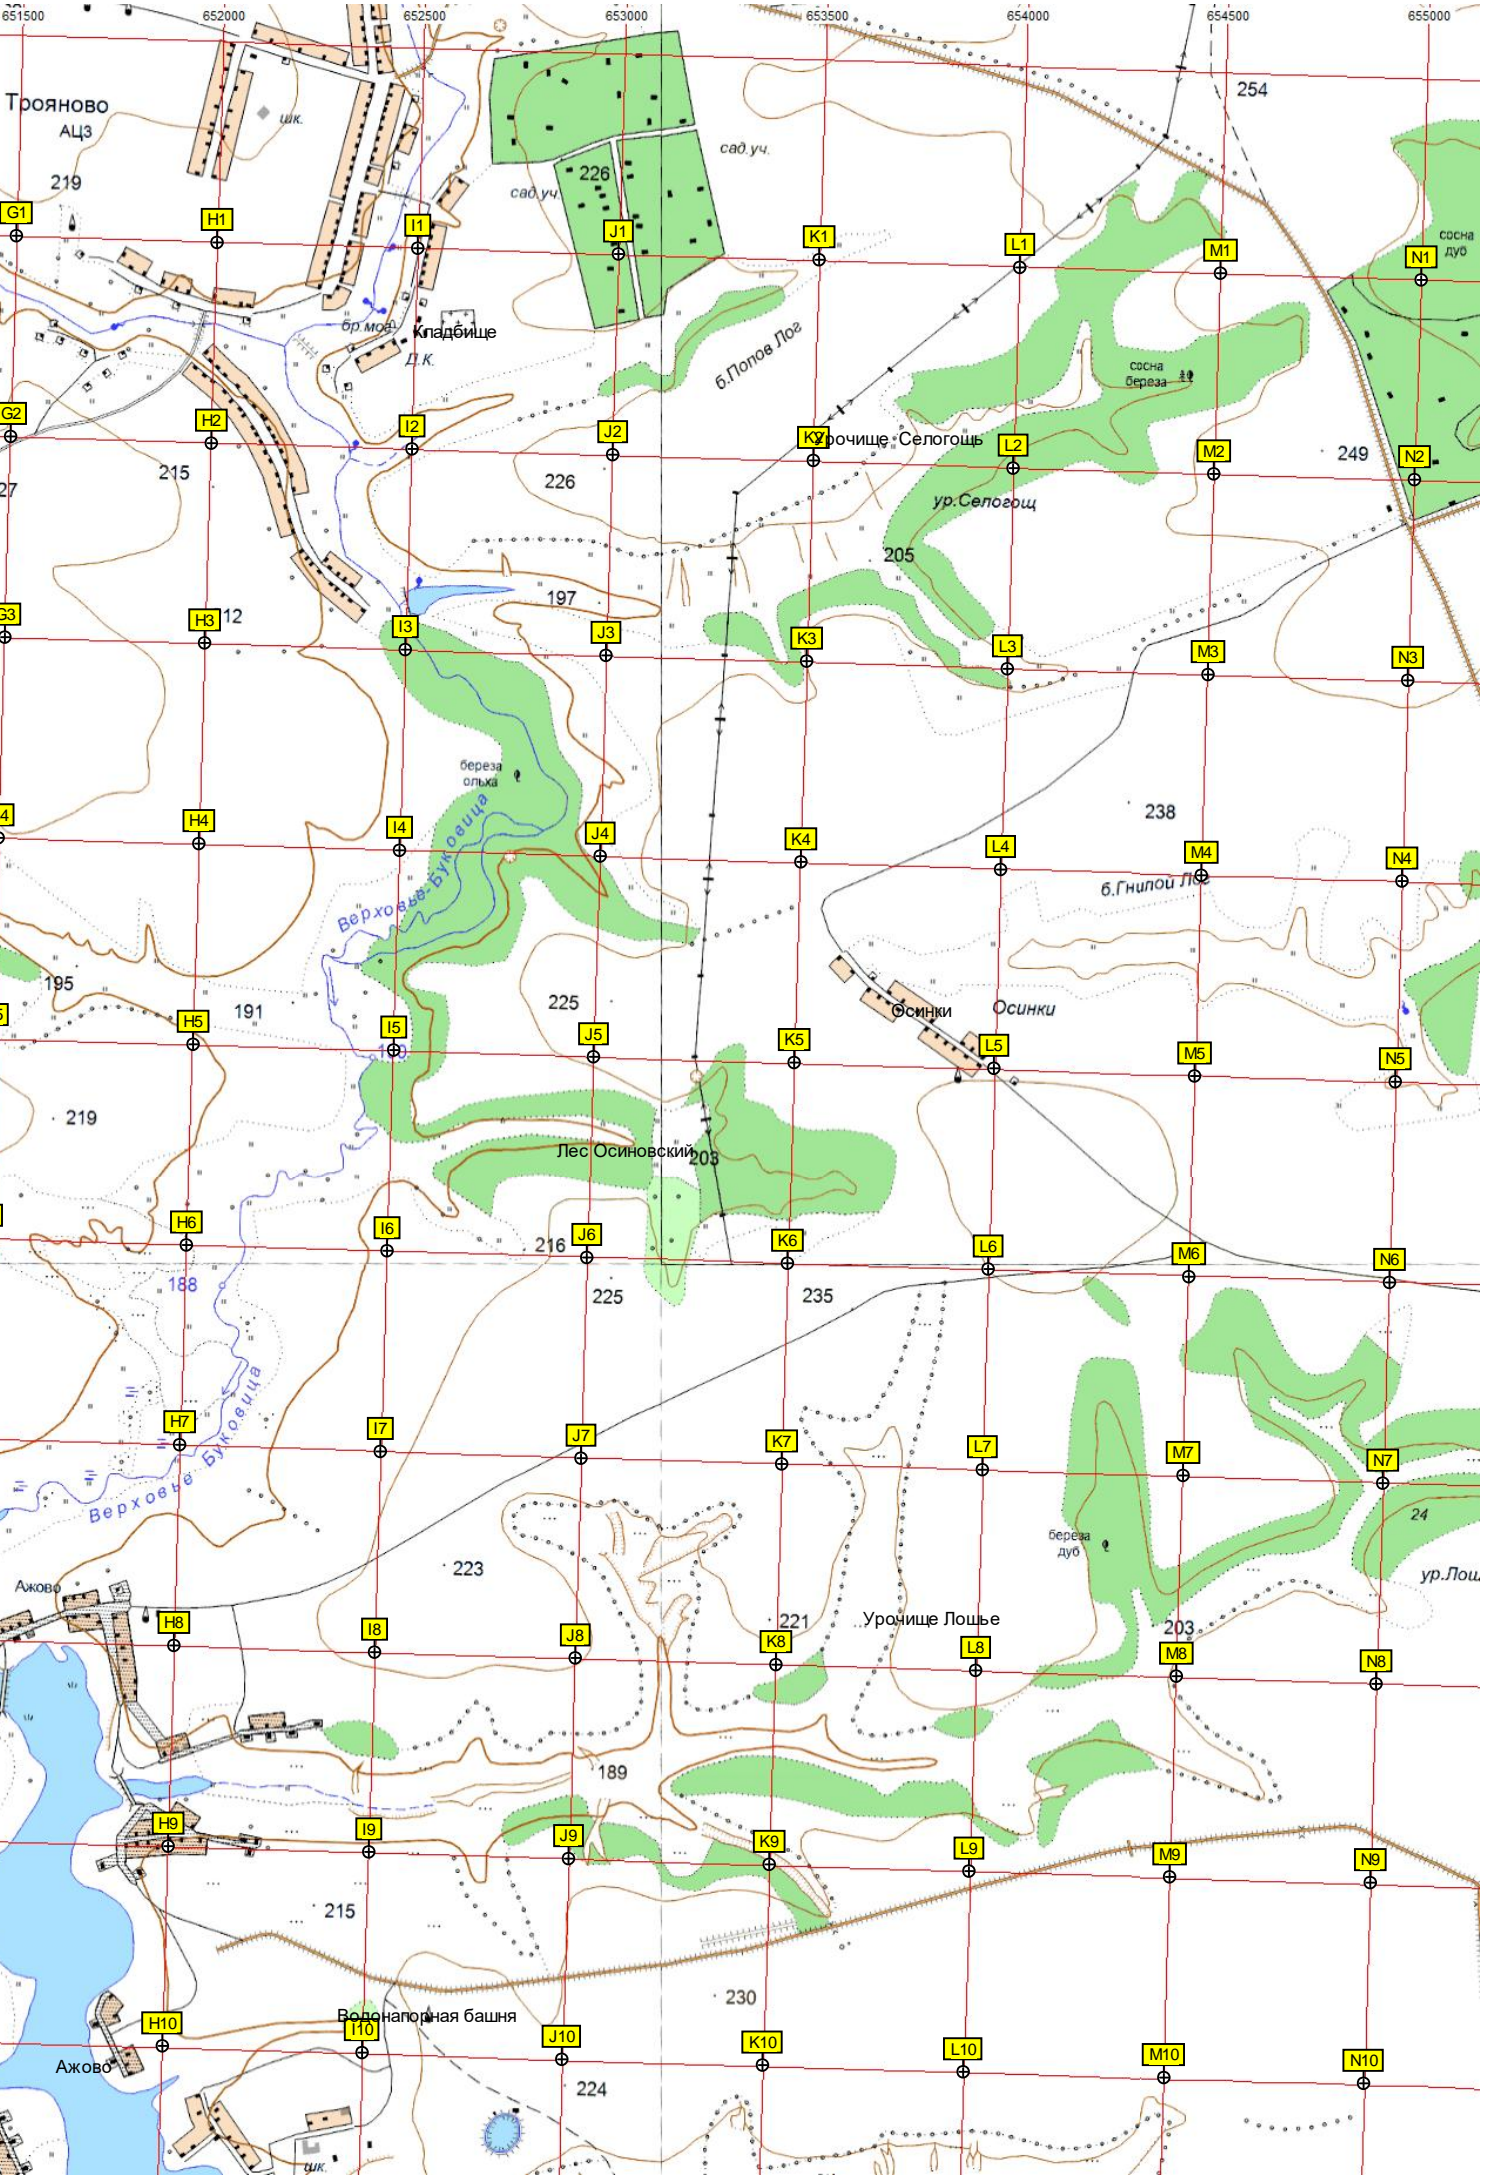 651500 652000 652500 653000 653500 654000 654500 655000
254
Трояново
АЦЗ
шк.
сад.уч.
219
226
сад.уч.
G1 H1 I1 J1 K1 L1 M1 N1
сосна
дуб
бр.мог.
Кладбище
Д.К.
б.Попов Лог
сосна
береза
G2 H2 I2 J2 K2 L2 M2 N2
Урочище Селогощь
249
215
27
226
ур.Селогощ
205
197
G3 H3 I3 J3 K3 L3 M3 N3
12
береза
ольха
238
4 H4 I4 J4 K4 L4 M4 N4
б.Гнилой Лог
Верховье Буковица
195
191
225
Осинки
Осинки
5 H5 I5 J5 K5 L5 M5 N5
219
Лес Осиновский
203
H6 I6 J6 K6 L6 M6 N6
216
188
225
235
H7 I7 J7 K7 L7 M7 N7
Верховье Буковица
24
береза
дуб
223
ур.Лош
Ажово
221
Урочище Лошье
203
H8 I8 J8 K8 L8 M8 N8
189
H9 I9 J9 K9 L9 M9 N9
215
230
Водонапорная башня
H10 I10 J10 K10 L10 M10 N10
Ажово
224
шк.